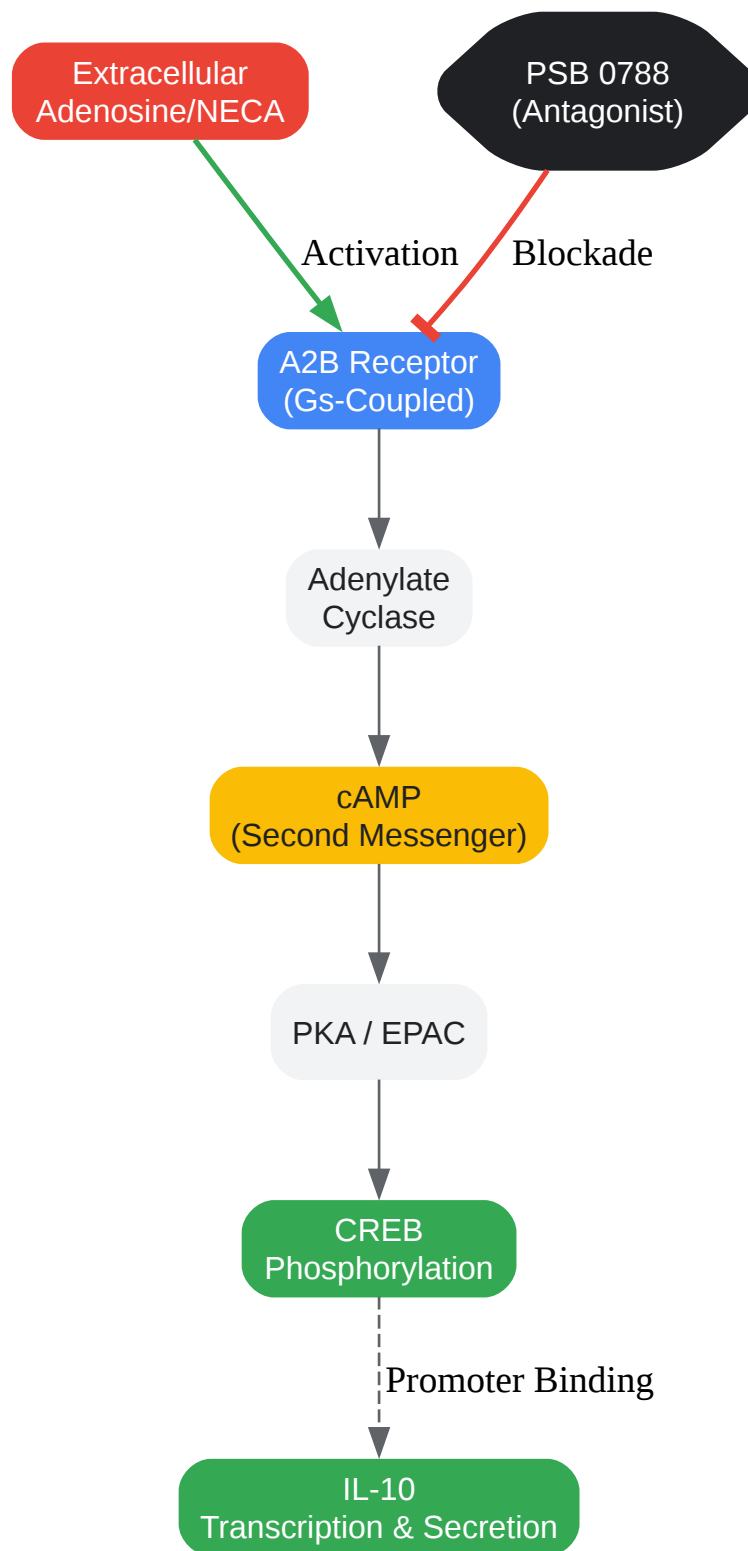 Extracellular
Adenosine/NECA
PSB 0788
(Antagonist)
Activation
Blockade
A2B Receptor
(Gs-Coupled)
Adenylate
Cyclase
cAMP
(Second Messenger)
PKA / EPAC
CREB
Phosphorylation
Promoter Binding
IL-10
Transcription & Secretion